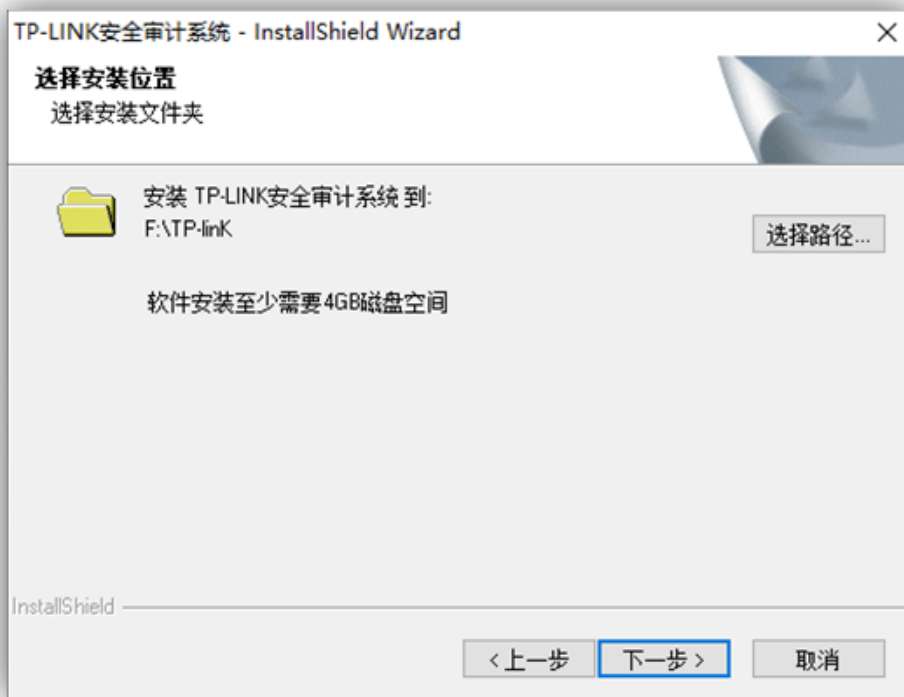 TP-LINK安全审计系统 - InstallShield Wizard
选择安装位置
选择安装文件夹
安装 TP-LINK安全审计系统 到:
F:\TP-linK
选择路径...
软件安装至少需要4GB磁盘空间
InstallShield
<上一步
下一步>
取消